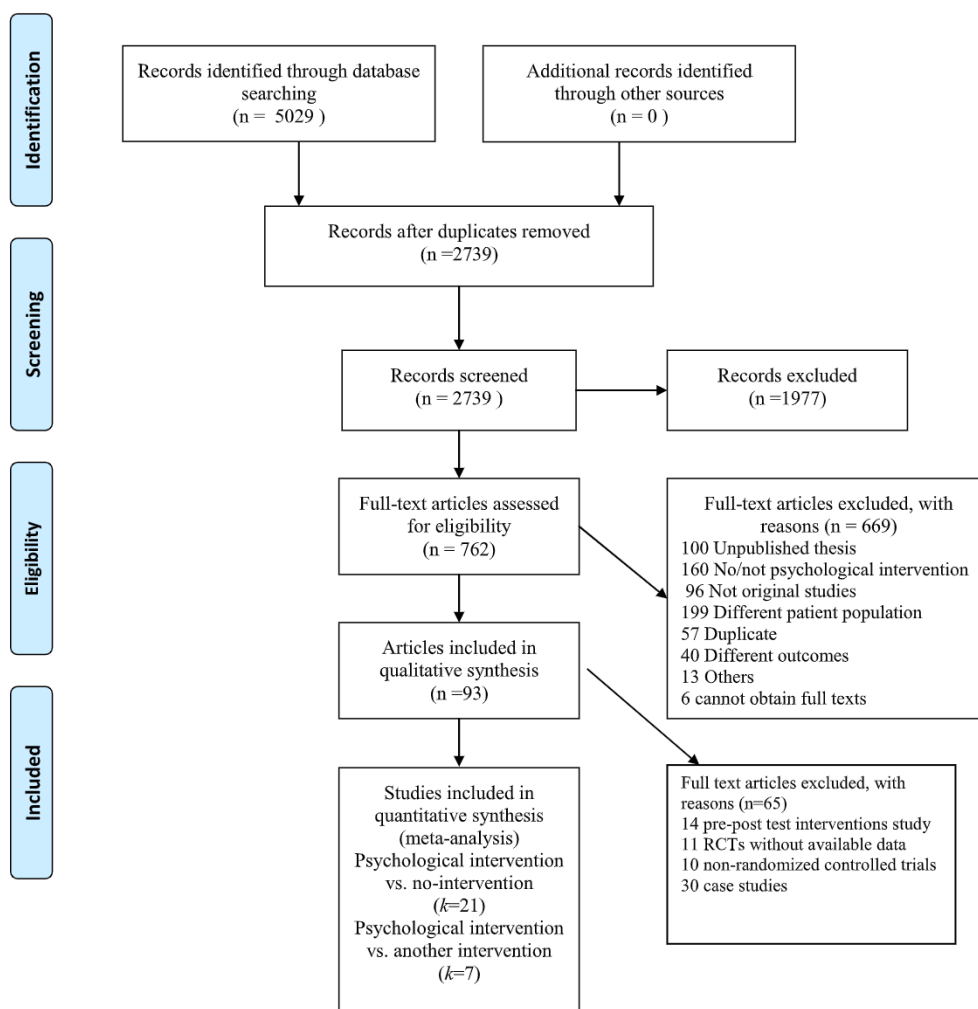 Identification
Records identified through database
searching
(n = 5029 )
Additional records identified
through other sources
(n = 0 )
Records after duplicates removed
(n =2739)
Screening
Records screened
(n = 2739 )
Records excluded
(n =1977)
Eligibility
Full-text articles assessed
for eligibility
(n = 762)
Full-text articles excluded, with
reasons (n = 669)
100 Unpublished thesis
160 No/not psychological intervention
96 Not original studies
199 Different patient population
57 Duplicate
40 Different outcomes
13 Others
6 cannot obtain full texts
Articles included in
qualitative synthesis
(n =93)
Included
Studies included in
quantitative synthesis
(meta-analysis)
Psychological intervention
vs. no-intervention
(k=21)
Psychological intervention
vs. another intervention
(k=7)
Full text articles excluded, with
reasons (n=65)
14 pre-post test interventions study
11 RCTs without available data
10 non-randomized controlled trials
30 case studies